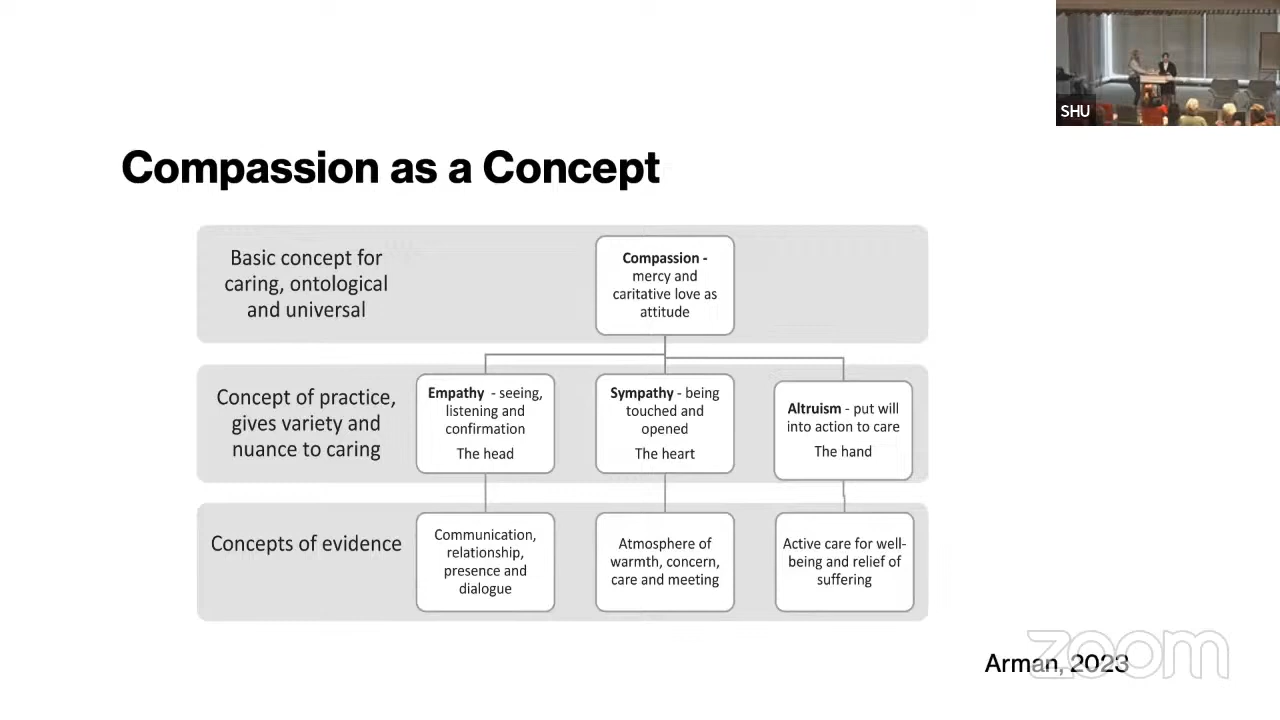 SHU
Compassion as a Concept
Basic concept for
caring, ontological
and universal
Compassion -
mercy and
caritative love as
attitude
Concept of practice,
gives variety and
nuance to caring
Empathy - seeing,
listening and
confirmation
The head
Sympathy - being
touched and
opened
The heart
Altruism - put will
into action to care
The hand
Concepts of evidence
Communication,
relationship,
presence and
dialogue
Atmosphere of
warmth, concern,
care and meeting
Active care for well-
being and relief of
suffering
Arman, 2023
zoom